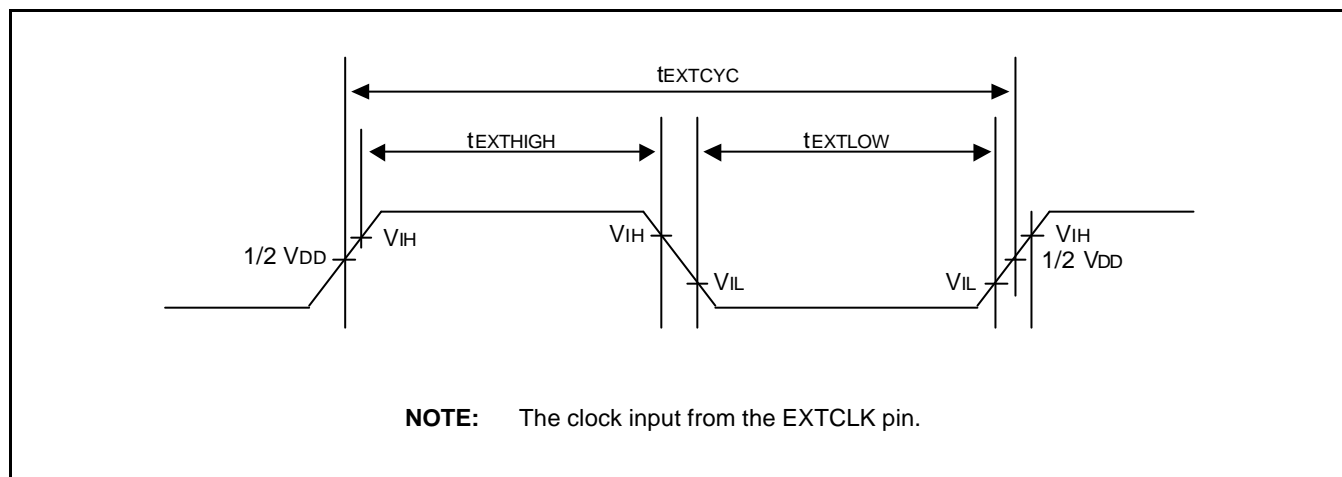 tEXTCYC
tEXTHIGH
tEXTLOW
VIH
VIH
VIH
1/2 VDD
1/2 VDD
VIL
VIL
NOTE: The clock input from the EXTCLK pin.